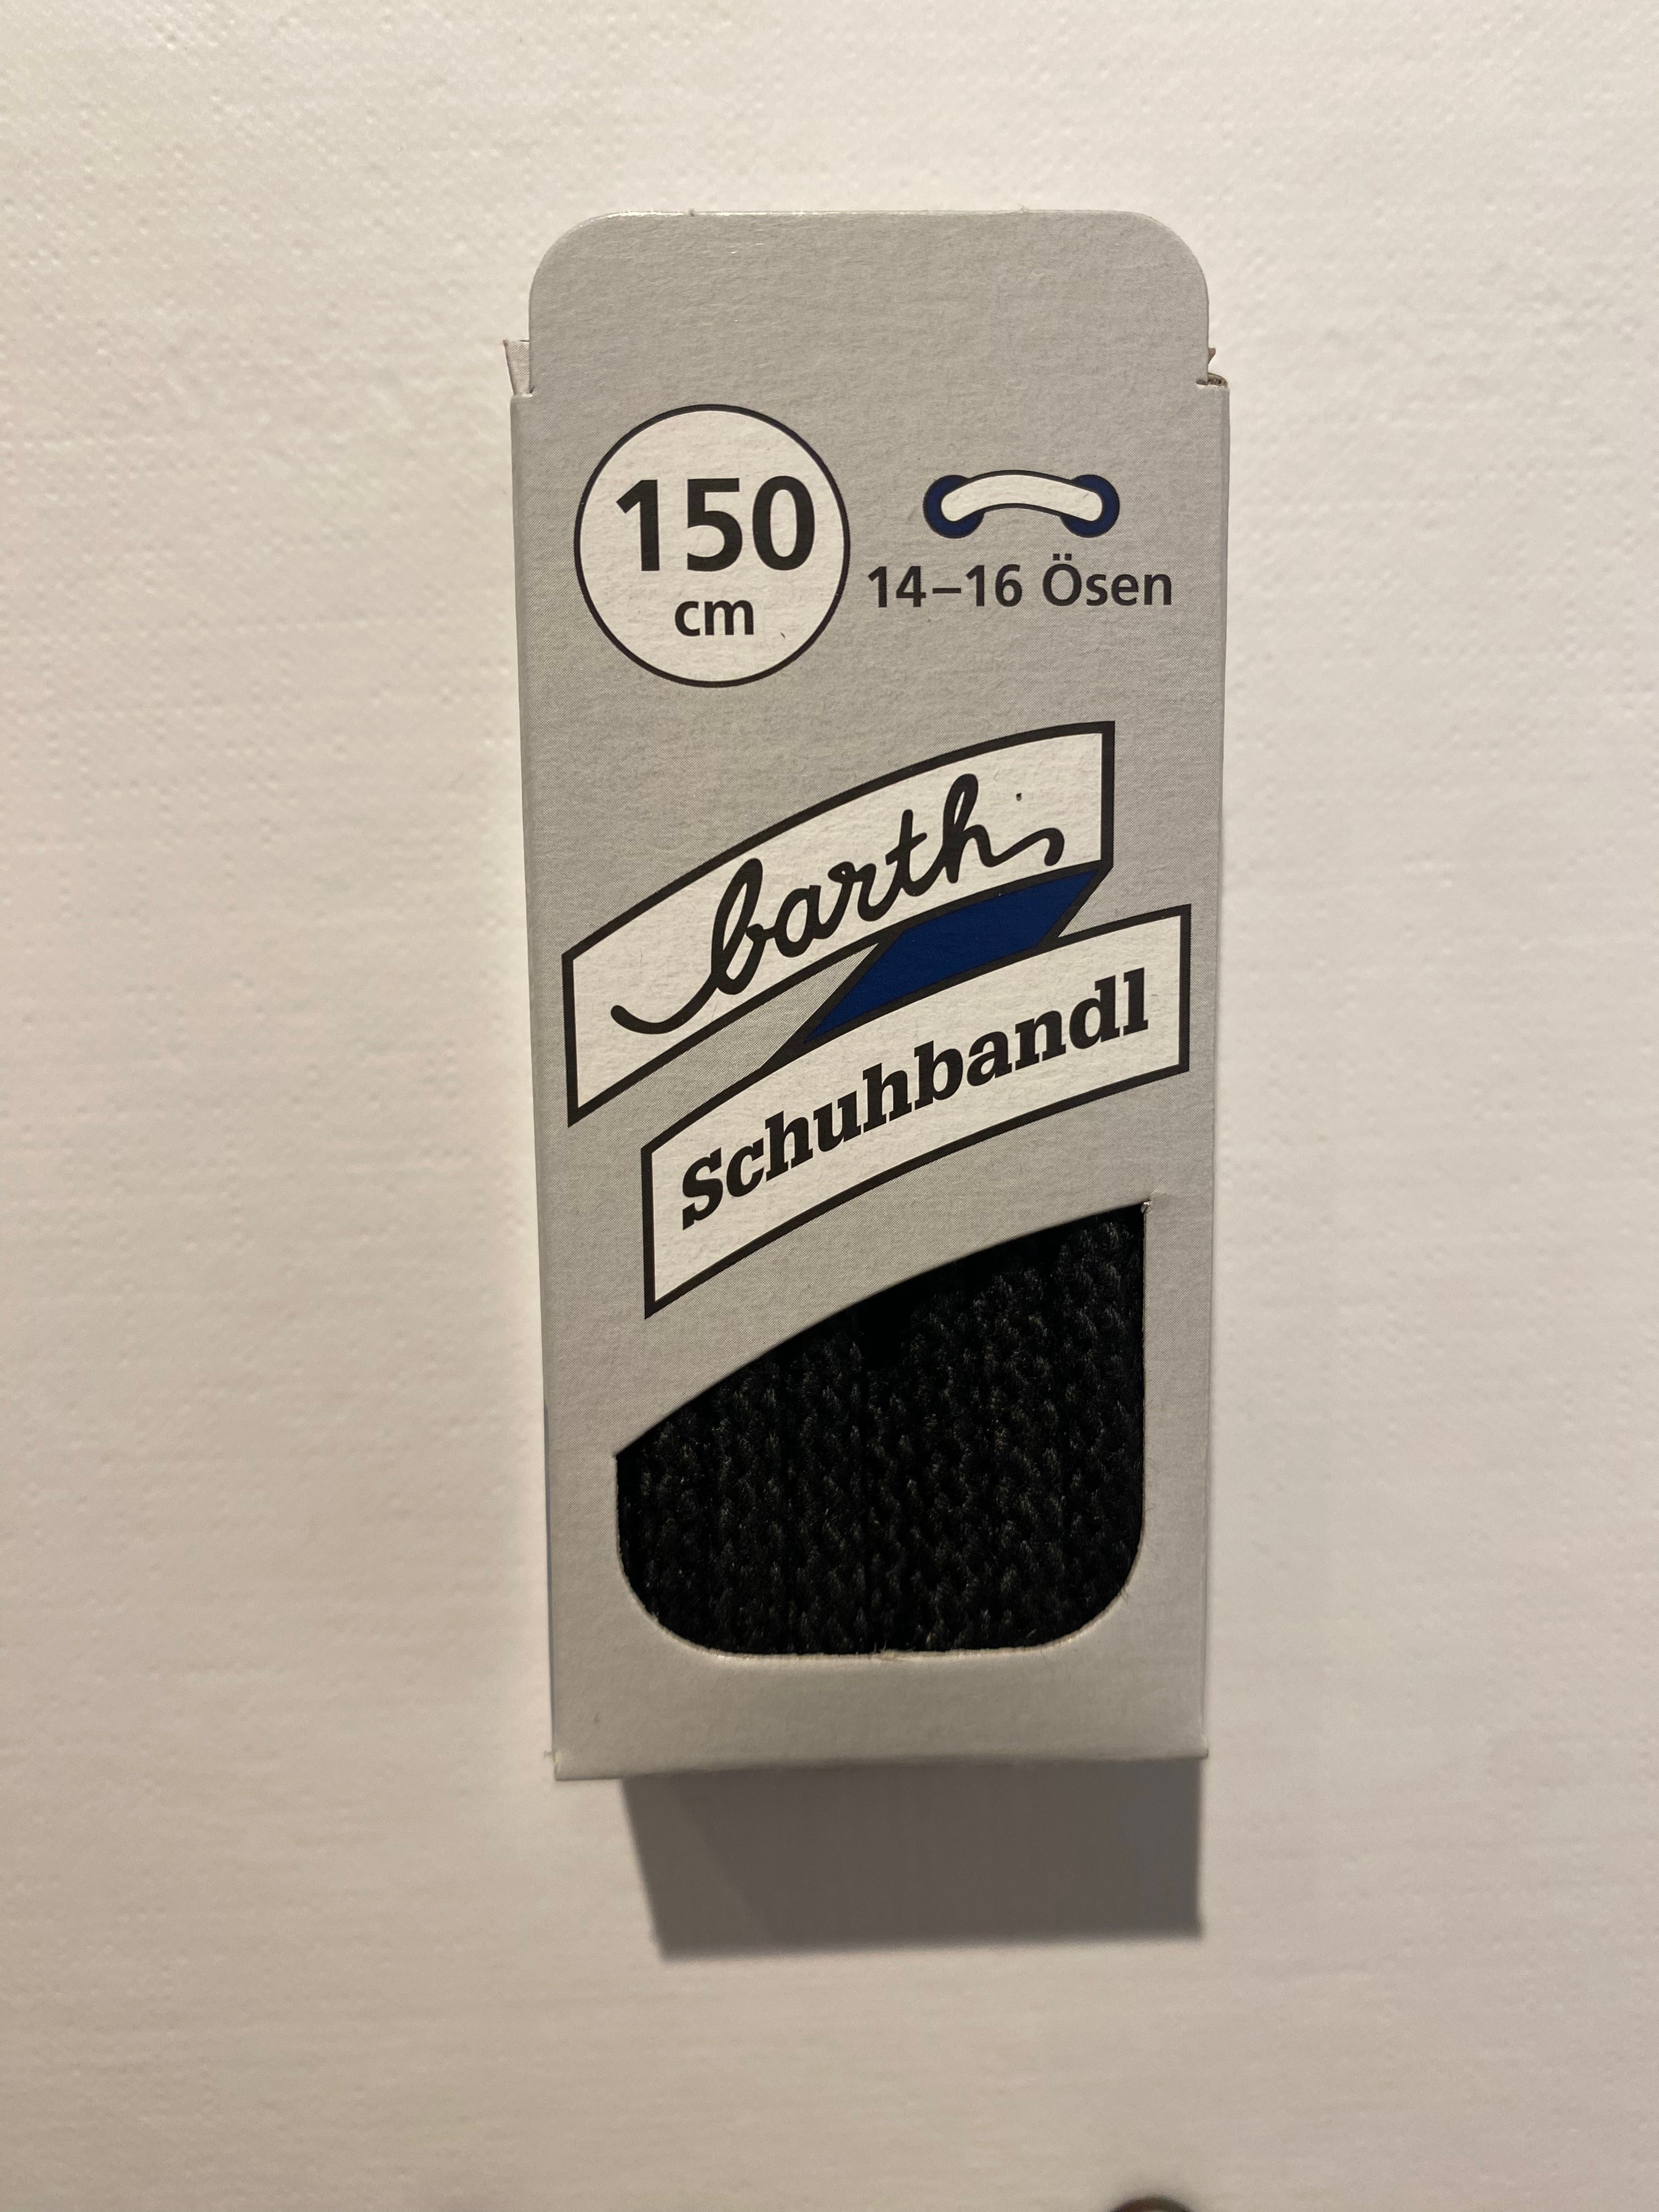 150
cm
14–16 Ösen
barth
Schuhbandl